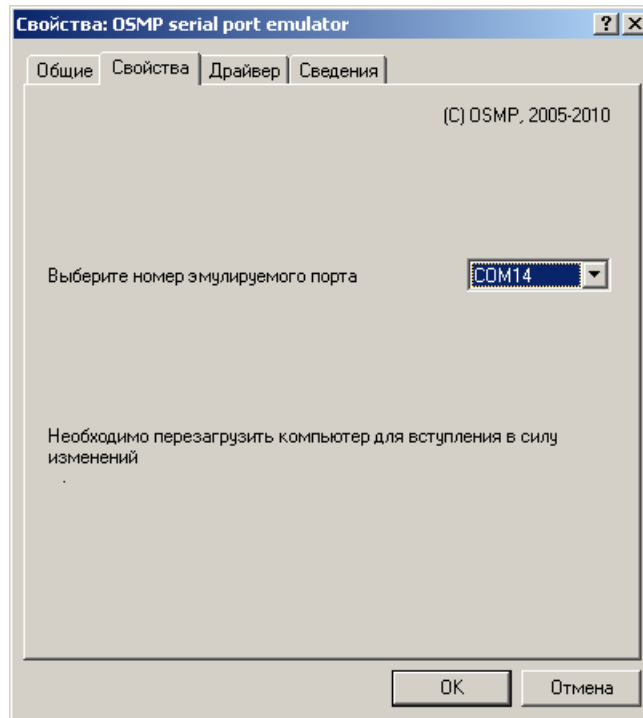 Свойства: OSMP serial port emulator
Общие Свойства Драйвер Сведения
(C) OSMP, 2005-2010
Выберите номер эмулируемого порта COM14
Необходимо перезагрузить компьютер для вступления в силу
изменений
.
OK Отмена